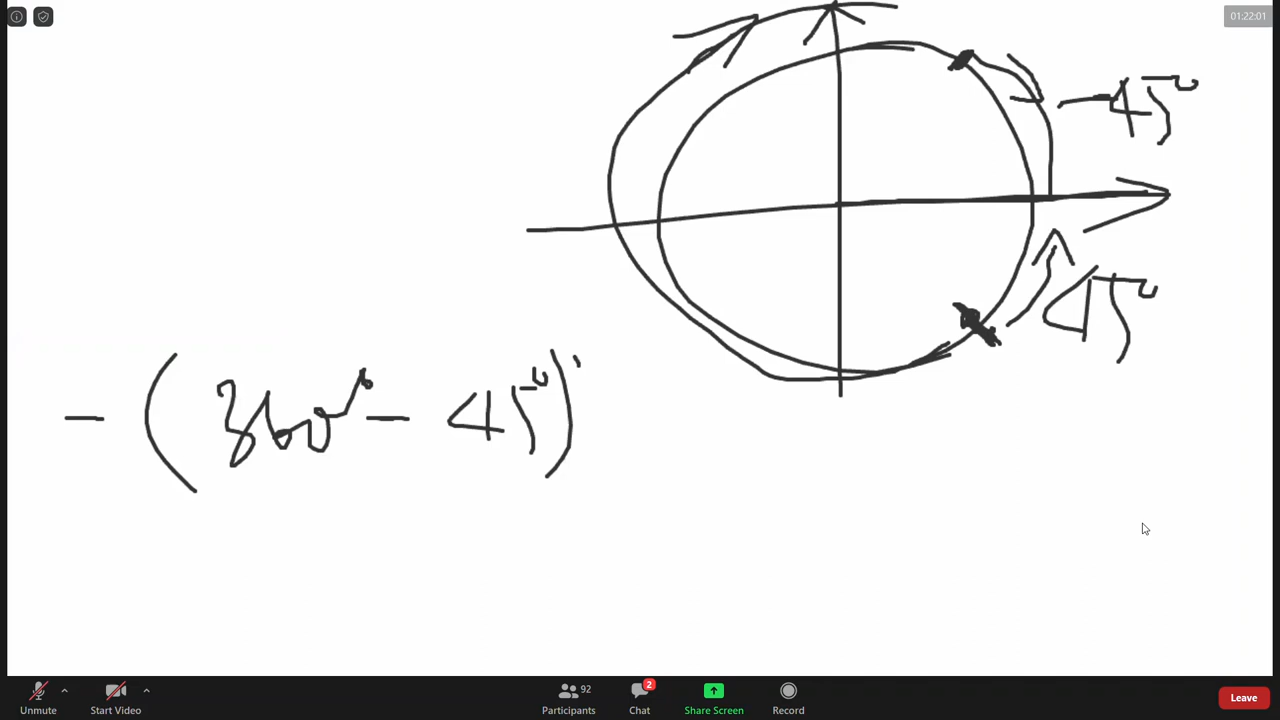 01:22:01
-45°
45°
- (360° - 45°)
92
2
Unmute
Start Video
Participants
Chat
Share Screen
Record
Leave